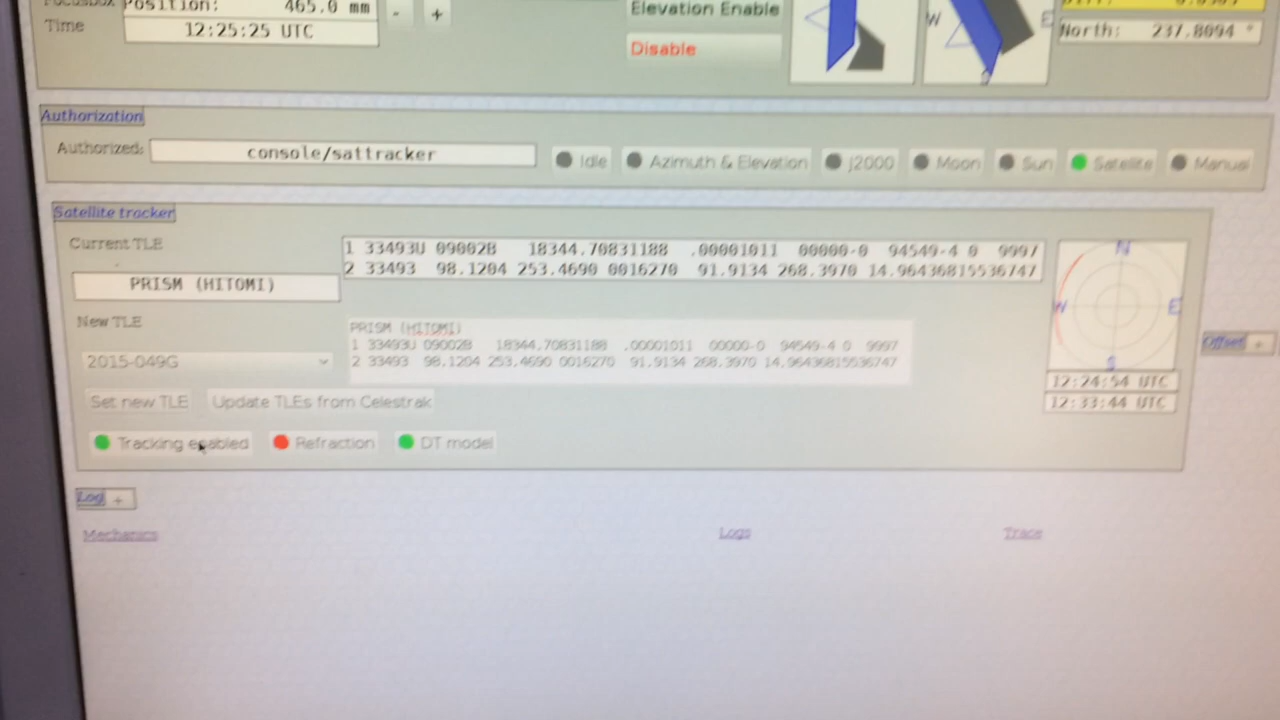 Position: 465.0 mm
- +
Time
12:25:25 UTC
Elevation Enable
Disable
W
E
North: 237.8094 °
Authorization
Authorized: console/sattracker Idle Azimuth & Elevation J2000 Moon Sun Satellite Manual
Satellite tracker
Current TLE
PRISM (HITOMI)
1 33493U 09002B 18344.70831188 .00001011 00000-0 94549-4 0 9997
2 33493 98.1204 253.4690 0016270 91.9134 268.3970 14.96436815536747
N
W
E
S
New TLE
2015-049G
PRISM (HITOMI)
1 33493U 09002B 18344.70831188 .00001011 00000-0 94549-4 0 9997
2 33493 98.1204 253.4690 0016270 91.9134 268.3970 14.96436815536747
Offset +
12:24:54 UTC
12:33:44 UTC
Set new TLE Update TLEs from Celestrak
Tracking enabled Refraction DT model
Log +
Mechanics Logs Trace